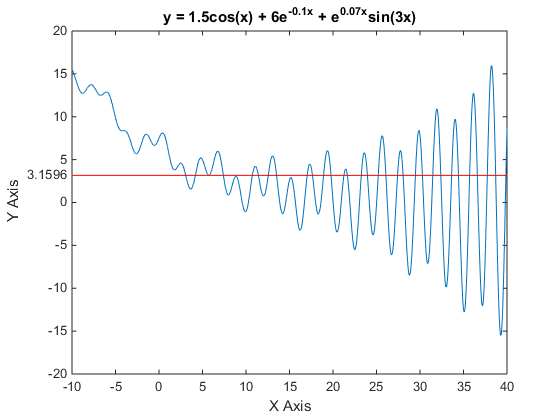 y = 1.5cos(x) + 6e^-0.1x + e^0.07x sin(3x)
20
15
10
5
3.1596
0
-5
-10
-15
-20
Y Axis
-10 -5 0 5 10 15 20 25 30 35 40
X Axis